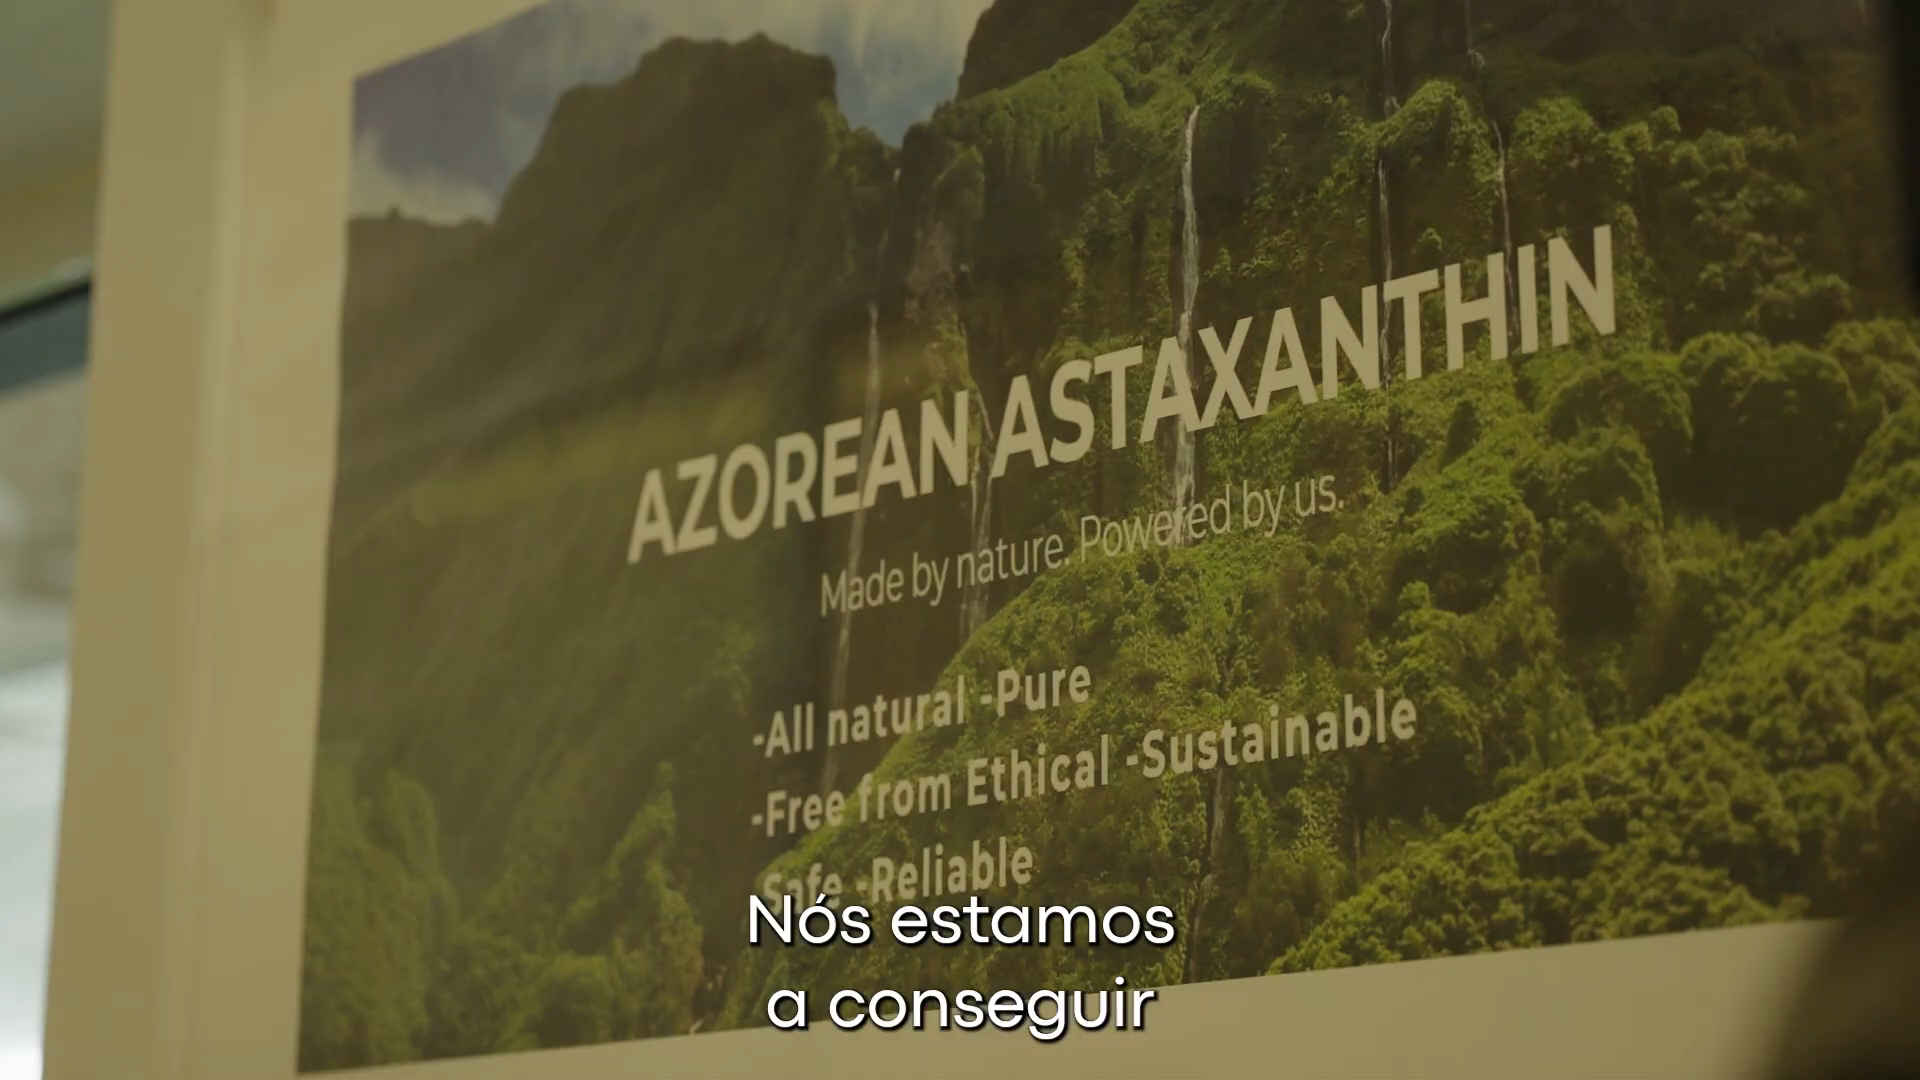 AZOREAN ASTAXANTHIN
Made by nature. Powered by us.
-All natural -Pure
-Free from Ethical -Sustainable
-Safe -Reliable
Nós estamos
a conseguir